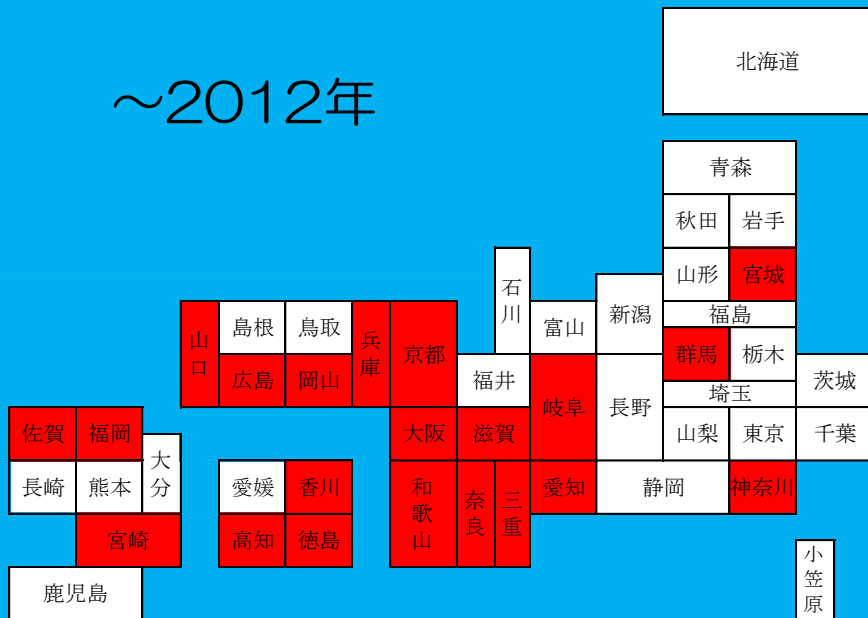 ～2012年
北海道
青森
秋田
岩手
山形
宮城
石川
新潟
富山
福島
山口
島根
鳥取
兵庫
京都
群馬
栃木
広島
岡山
福井
岐阜
長野
埼玉
茨城
佐賀
福岡
大分
大阪
滋賀
山梨
東京
千葉
長崎
熊本
愛媛
香川
和歌山
奈良
三重
愛知
静岡
神奈川
宮崎
高知
徳島
小笠原
鹿児島